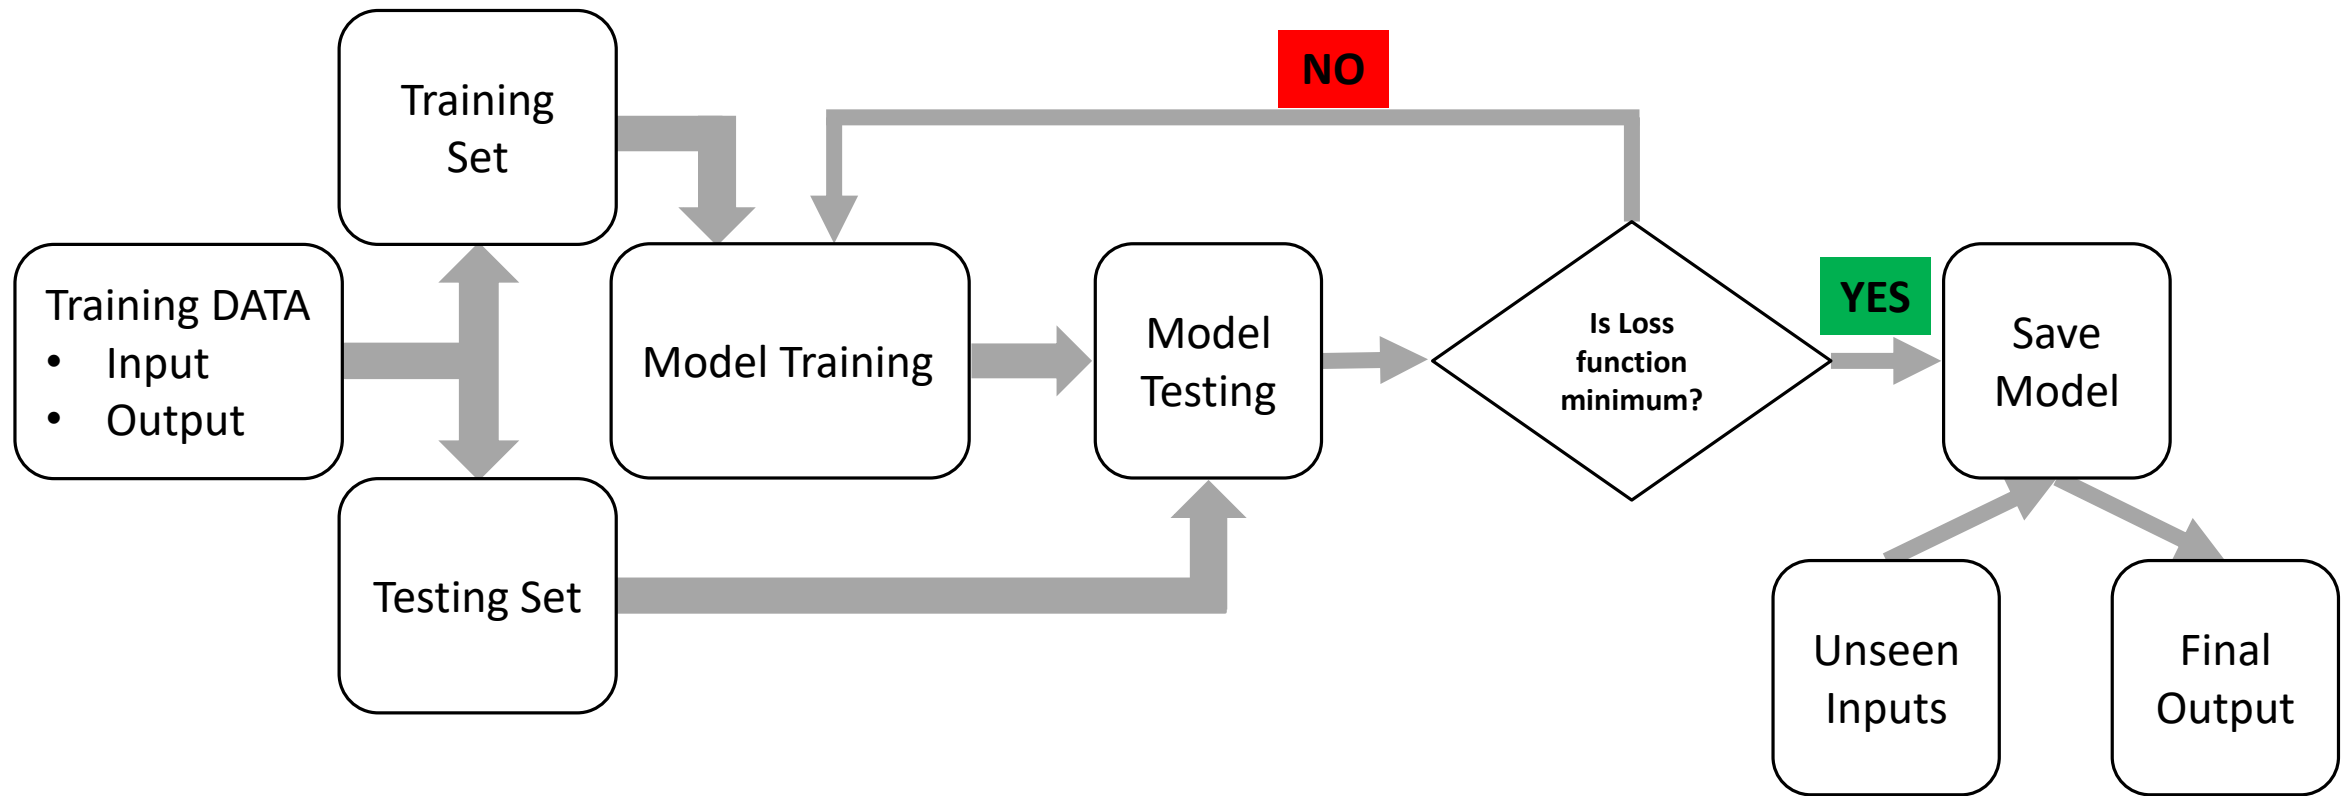 Training
Set
NO
Training DATA
• Input
• Output
Model Training
Model
Testing
Is Loss
function
minimum?
YES
Save
Model
Testing Set
Unseen
Inputs
Final
Output